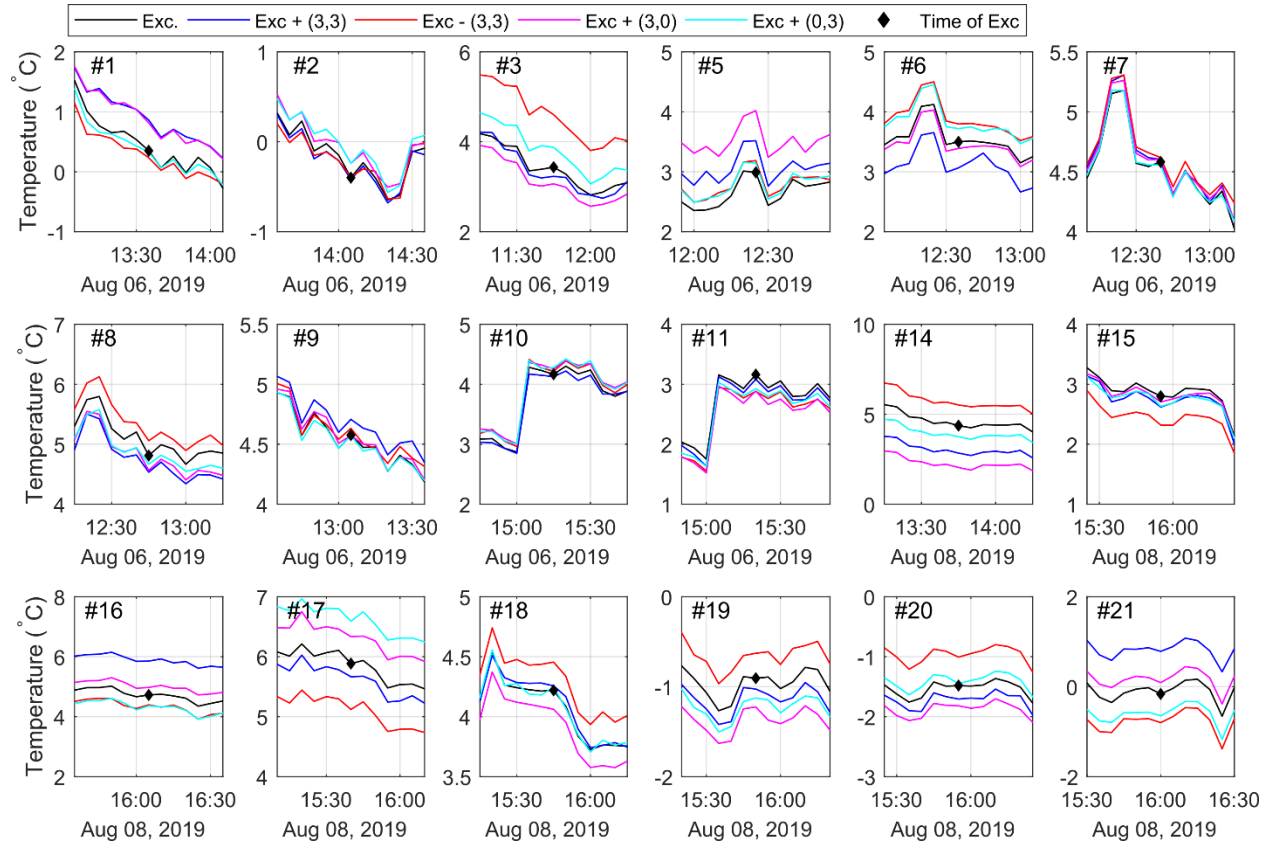 Exc. Exc + (3,3) Exc - (3,3) Exc + (3,0) Exc + (0,3) Time of Exc
Temperature (°C)
#1 #2 #3 #5 #6 #7
2 1 6 5 6 5.5
1 0 4 4 4 5
0 3 4.5
-1 -1 2 2 2 4
13:30 14:00 14:00 14:30 11:30 12:00 12:00 12:30 12:30 13:00 12:30 13:00
Aug 06, 2019 Aug 06, 2019 Aug 06, 2019 Aug 06, 2019 Aug 06, 2019 Aug 06, 2019
Temperature (°C)
#8 #9 #10 #11 #14 #15
7 5.5 5 4 10 4
6 5 4 3 5 3
5 4.5 3 2 2
4 4 2 1 0 1
12:30 13:00 13:00 13:30 15:00 15:30 15:00 15:30 13:30 14:00 15:30 16:00
Aug 06, 2019 Aug 06, 2019 Aug 06, 2019 Aug 06, 2019 Aug 08, 2019 Aug 08, 2019
Temperature (°C)
#16 #17 #18 #19 #20 #21
8 7 5 -0 0 2
6 6 4.5 -1 -1 0
4 5 4 -2
2 4 3.5 -2 -3 -2
16:00 16:30 15:30 16:00 15:30 16:00 15:30 16:00 15:30 16:00 15:30 16:00 16:30
Aug 08, 2019 Aug 08, 2019 Aug 08, 2019 Aug 08, 2019 Aug 08, 2019 Aug 08, 2019